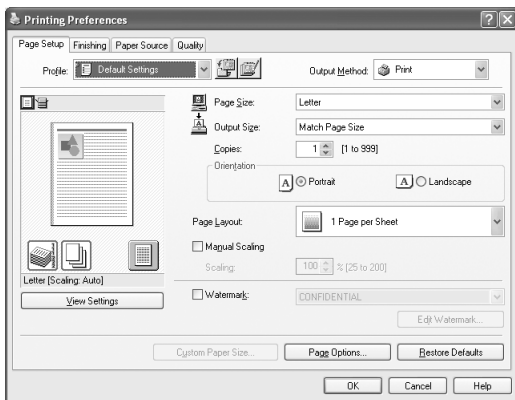 Printing Preferences
Page Setup Finishing Paper Source Quality
Profile: Default Settings Output Method: Print
Page Size: Letter
Output Size: Match Page Size
Copies: 1 [1 to 999]
Orientation
A Portrait A Landscape
Page Layout: 1 Page per Sheet
Manual Scaling
Scaling: 100 % [25 to 200]
Letter [Scaling: Auto]
View Settings
Watermark: CONFIDENTIAL
Edit Watermark...
Custom Paper Size... Page Options... Restore Defaults
OK Cancel Help